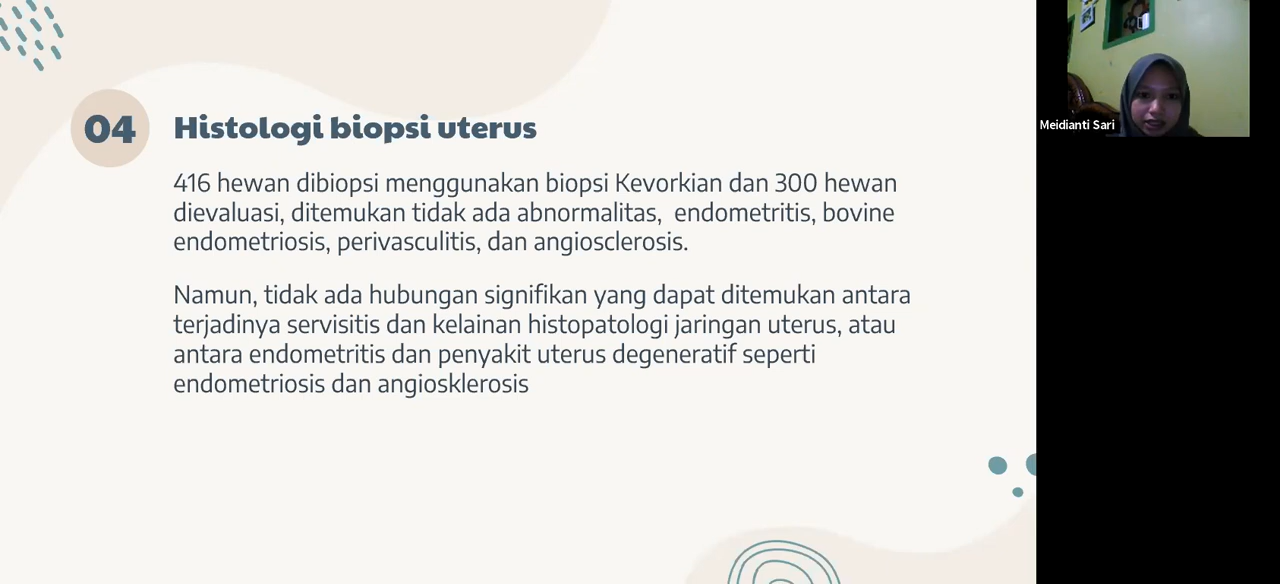 04
Histologi biopsi uterus
416 hewan dibiopsi menggunakan biopsi Kevorkian dan 300 hewan
dievaluasi, ditemukan tidak ada abnormalitas,  endometritis, bovine
endometriosis, perivasculitis, dan angiosclerosis.
Namun, tidak ada hubungan signifikan yang dapat ditemukan antara
terjadinya servisitis dan kelainan histopatologi jaringan uterus, atau
antara endometritis dan penyakit uterus degeneratif seperti
endometriosis dan angiosklerosis
Meidianti Sari